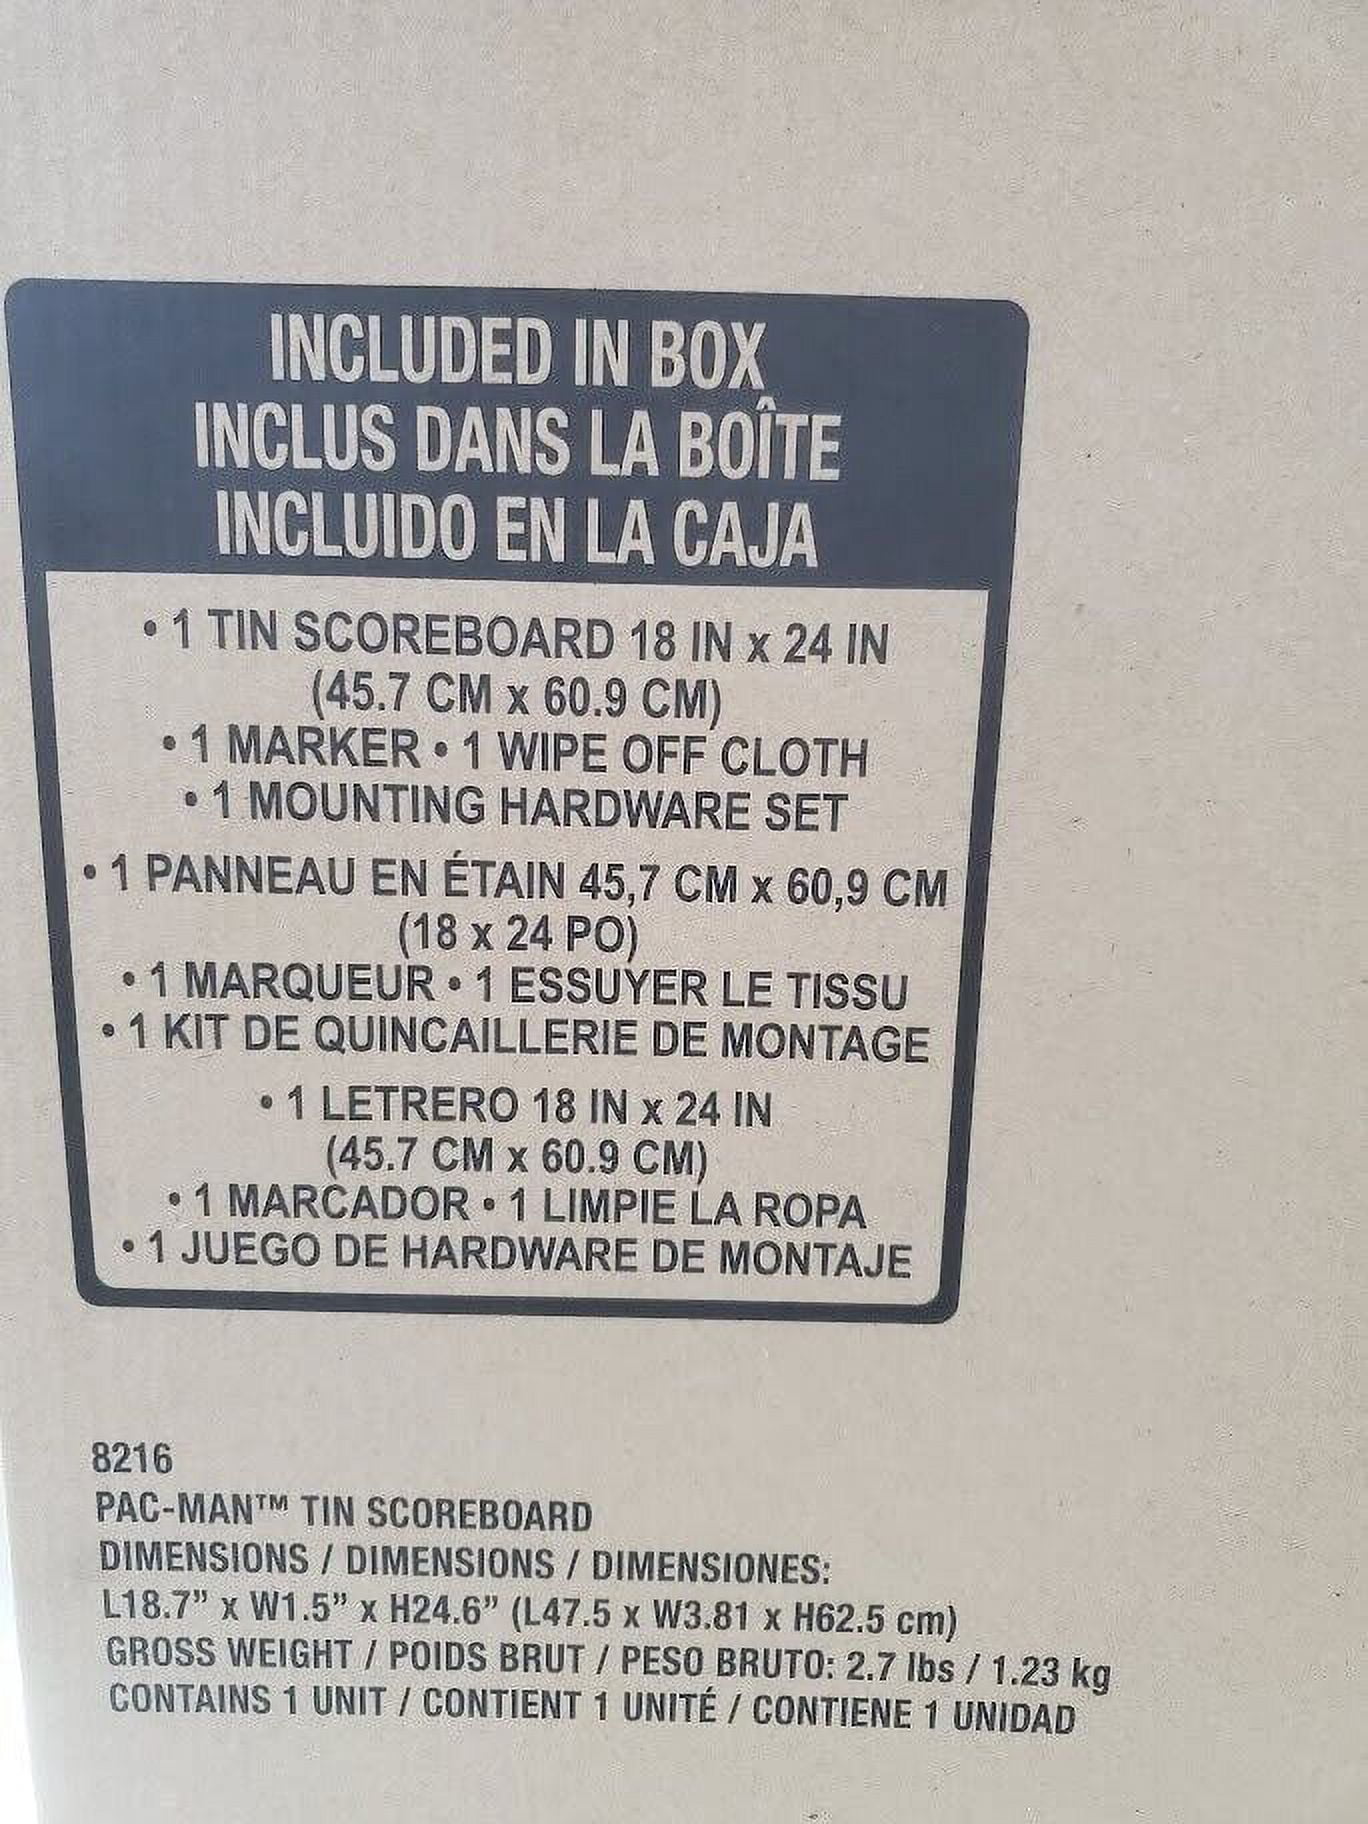 INCLUDED IN BOX
INCLUS DANS LA BOÎTE
INCLUIDO EN LA CAJA
• 1 TIN SCOREBOARD 18 IN x 24 IN
(45.7 CM x 60.9 CM)
• 1 MARKER • 1 WIPE OFF CLOTH
• 1 MOUNTING HARDWARE SET
• 1 PANNEAU EN ÉTAIN 45,7 CM x 60,9 CM
(18 x 24 PO)
• 1 MARQUEUR • 1 ESSUYER LE TISSU
• 1 KIT DE QUINCAILLERIE DE MONTAGE
• 1 LETRERO 18 IN x 24 IN
(45.7 CM x 60.9 CM)
• 1 MARCADOR • 1 LIMPIE LA ROPA
• 1 JUEGO DE HARDWARE DE MONTAJE
8216
PAC-MAN™ TIN SCOREBOARD
DIMENSIONS / DIMENSIONS / DIMENSIONES:
L18.7” x W1.5” x H24.6” (L47.5 x W3.81 x H62.5 cm)
GROSS WEIGHT / POIDS BRUT / PESO BRUTO: 2.7 lbs / 1.23 kg
CONTAINS 1 UNIT / CONTIENT 1 UNITÉ / CONTIENE 1 UNIDAD